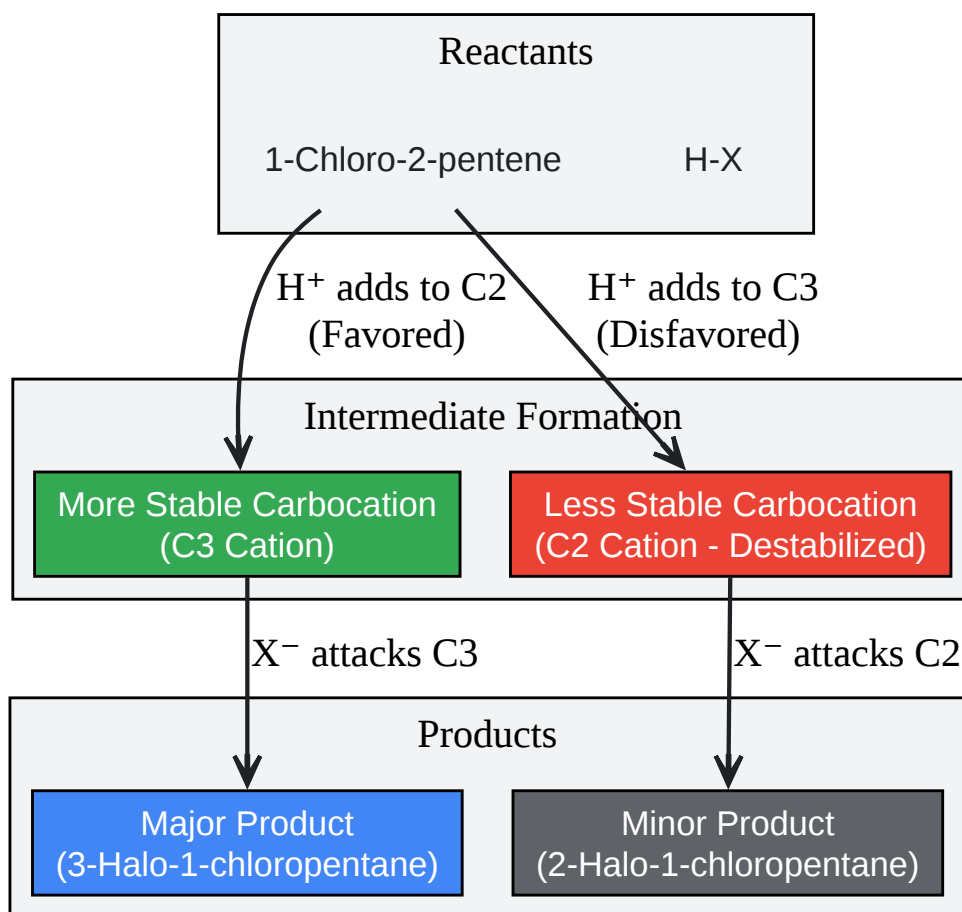 Reactants
1-Chloro-2-pentene
H-X
H⁺ adds to C2
(Favored)
H⁺ adds to C3
(Disfavored)
Intermediate Formation
More Stable Carbocation
(C3 Cation)
Less Stable Carbocation
(C2 Cation - Destabilized)
X⁻ attacks C3
X⁻ attacks C2
Products
Major Product
(3-Halo-1-chloropentane)
Minor Product
(2-Halo-1-chloropentane)